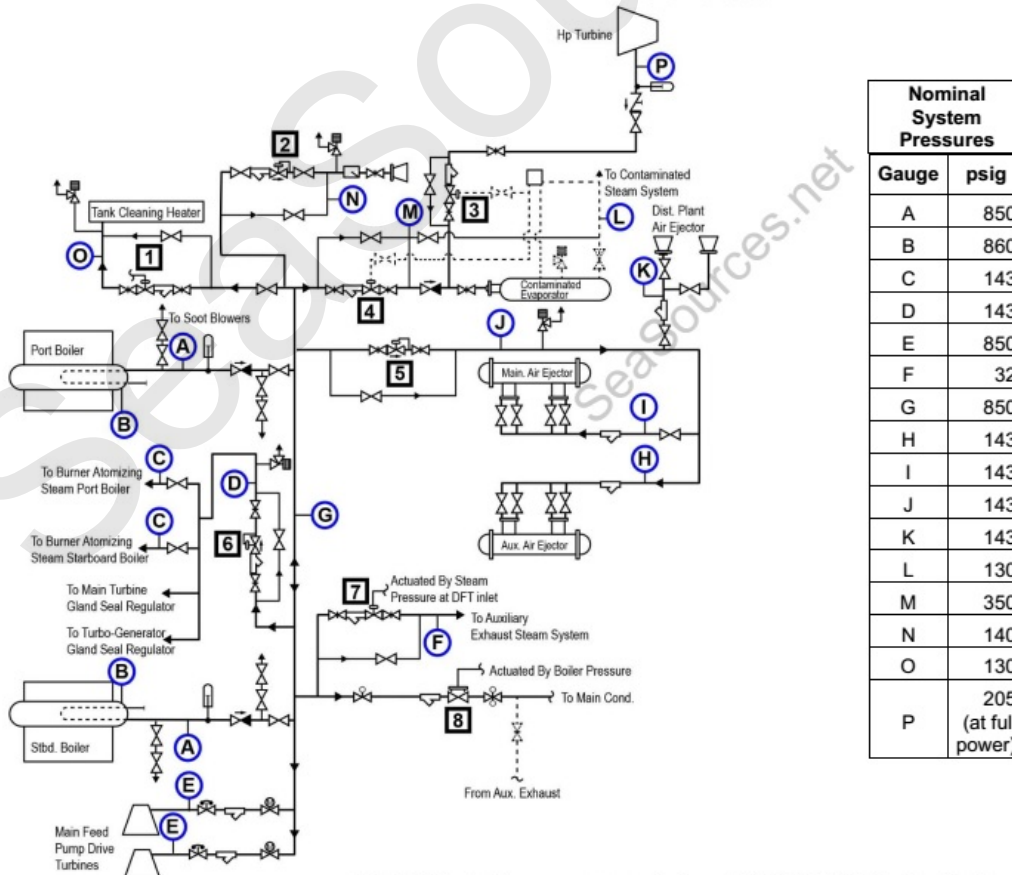 Hp Turbine
P
2
To Contaminated
Steam System
N
M
3
L
Dist. Plant
Air Ejector
Tank Cleaning Heater
O
1
K
Contaminated
Evaporator
4
To Soot Blowers
J
Port Boiler
A
5
Main. Air Ejector
B
I
C
H
To Burner Atomizing
Steam Port Boiler
D
G
C
6
Aux. Air Ejector
To Burner Atomizing
Steam Starboard Boiler
Actuated By Steam
Pressure at DFT inlet
7
To Main Turbine
Gland Seal Regulator
To Auxiliary
Exhaust Steam System
F
To Turbo-Generator
Gland Seal Regulator
B
Actuated By Boiler Pressure
To Main Cond.
8
Stbd. Boiler
A
E
From Aux. Exhaust
E
Main Feed
Pump Drive
Turbines
Nominal
System
Pressures
Gauge psig
A 850
B 860
C 143
D 143
E 850
F 32
G 850
H 143
I 143
J 143
K 143
L 130
M 350
N 140
O 130
P 205
(at full
power)
SeaSources.net
SeaSou